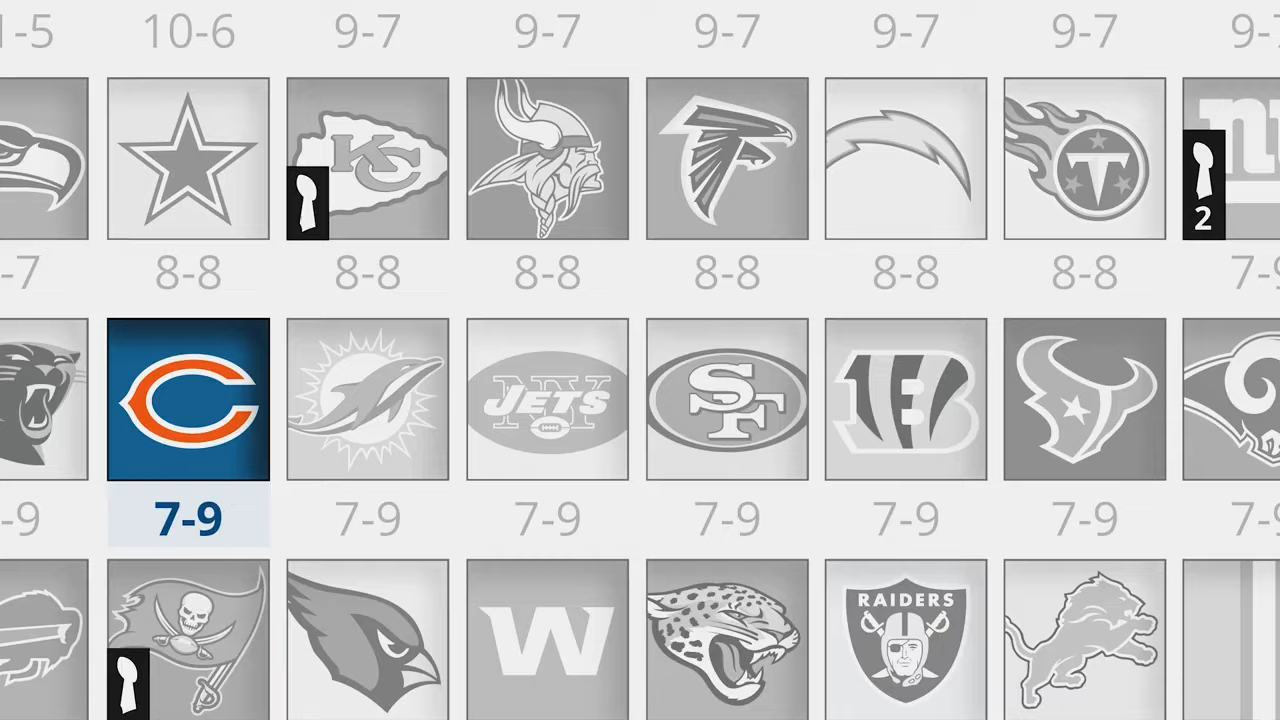 10-6 9-7 9-7 9-7 9-7 9-7
KC T
2
8-8 8-8 8-8 8-8 8-8 8-8
C NY JETS SF B
7-9 7-9 7-9 7-9 7-9 7-9
W RAIDERS